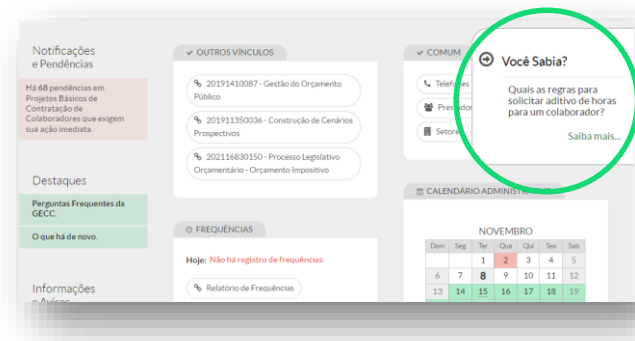 Notificações
e Pendências
Há 68 pendências em
Projetos Básicos de
Contratação de
Colaboradores que exigem
sua ação imediata.
Destaques
Perguntas Frequentes da
GECC.
O que há de novo.
Informações
e Avisos
OUTROS VÍNCULOS
20191410087 - Gestão do Orçamento
Público
201911350036 - Construção de Cenários
Prospectivos
202116830150 - Processo Legislativo
Orçamentário - Orçamento Impositivo
FREQUÊNCIAS
Hoje: Não há registro de frequências.
Relatório de Frequências
COMUM
Telefones
Prestador
Setore
Você Sabia?
Quais as regras para
solicitar aditivo de horas
para um colaborador?
Saiba mais...
CALENDÁRIO ADMINIST
NOVEMBRO
Dom Seg Ter Qua Qui Sex Sab
1 2 3 4 5
6 7 8 9 10 11 12
13 14 15 16 17 18 19